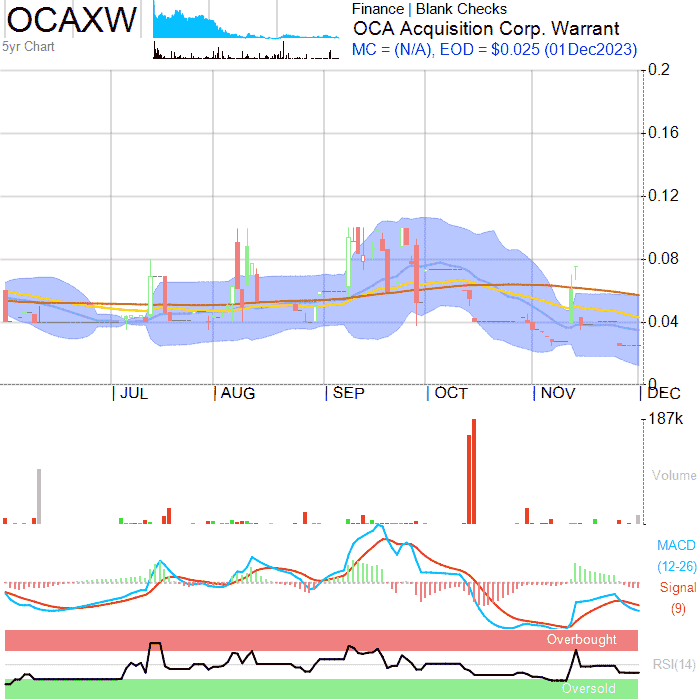 OCAXW
5yr Chart
Finance | Blank Checks
OCA Acquisition Corp. Warrant
MC = (N/A), EOD = $0.025 (01Dec2023)
0.2
0.16
0.12
0.08
0.04
0
JUL AUG SEP OCT NOV DEC
187k
Volume
MACD
(12-26)
Signal
(9)
Overbought
RSI(14)
Oversold